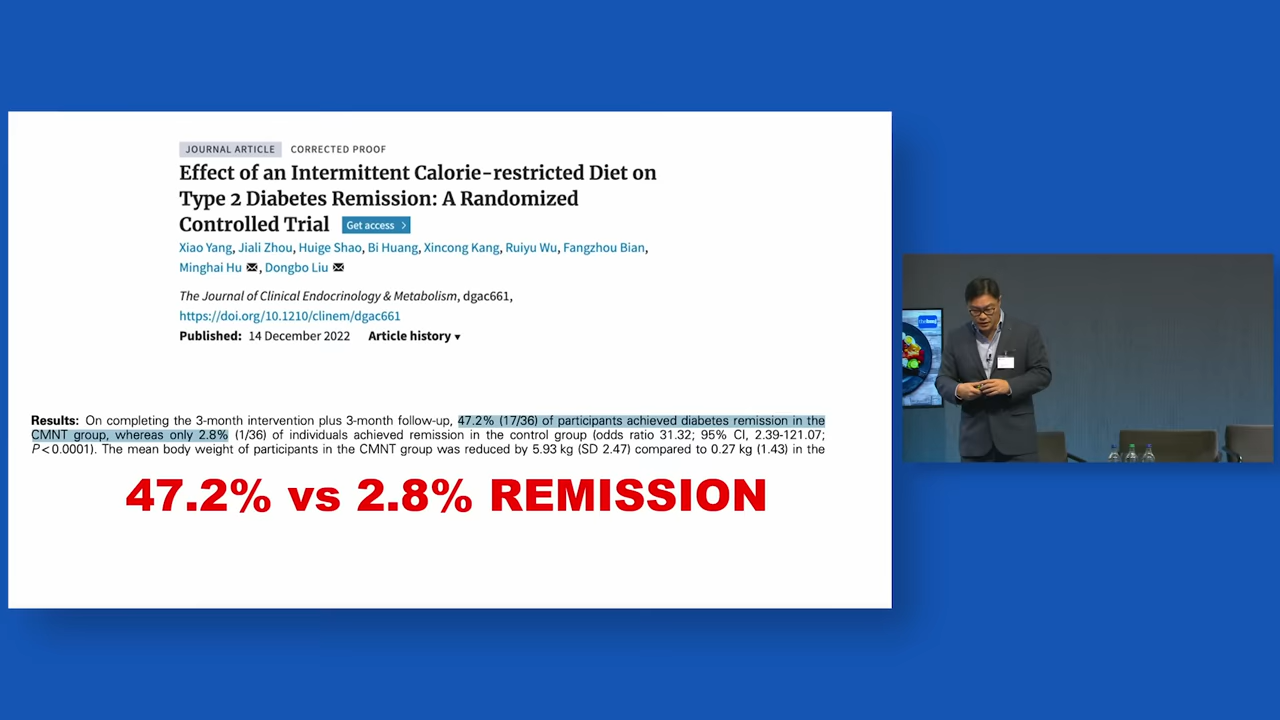 JOURNAL ARTICLE CORRECTED PROOF
Effect of an Intermittent Calorie-restricted Diet on
Type 2 Diabetes Remission: A Randomized
Controlled Trial Get access >
Xiao Yang, Jiali Zhou, Huige Shao, Bi Huang, Xincong Kang, Ruiyu Wu, Fangzhou Bian,
Minghai Hu, Dongbo Liu
The Journal of Clinical Endocrinology & Metabolism, dgac661,
https://doi.org/10.1210/clinem/dgac661
Published: 14 December 2022 Article history ▾
Results: On completing the 3-month intervention plus 3-month follow-up, 47.2% (17/36) of participants achieved diabetes remission in the
CMNT group, whereas only 2.8% (1/36) of individuals achieved remission in the control group (odds ratio 31.32; 95% CI, 2.39-121.07;
P<0.0001). The mean body weight of participants in the CMNT group was reduced by 5.93 kg (SD 2.47) compared to 0.27 kg (1.43) in the
47.2% vs 2.8% REMISSION